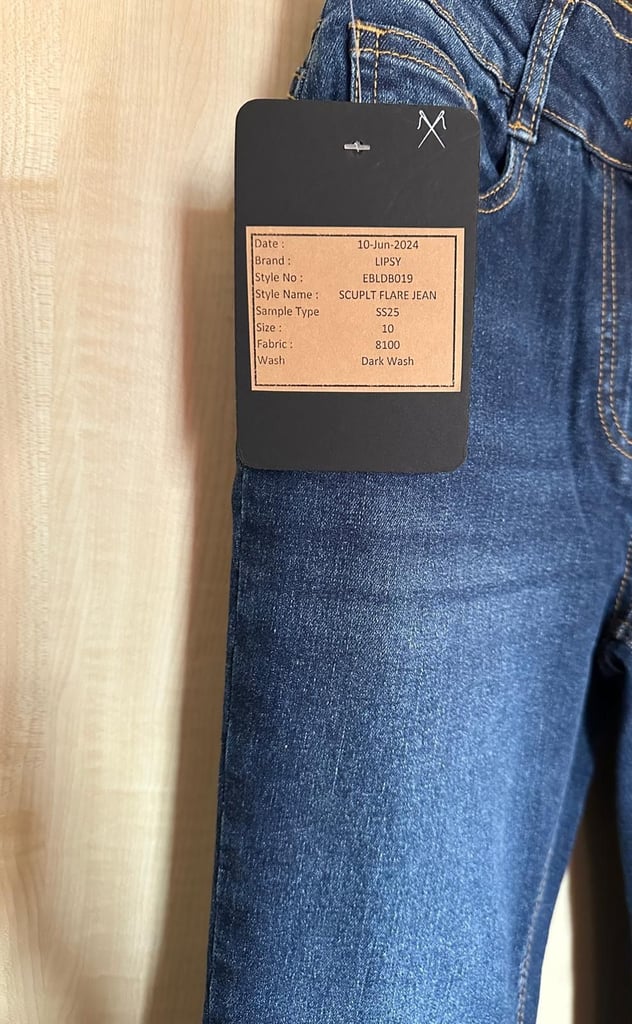 Date : 10-Jun-2024
Brand : LIPSY
Style No : EBLDB019
Style Name : SCUPLT FLARE JEAN
Sample Type SS25
Size : 10
Fabric : 8100
Wash Dark Wash